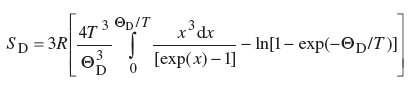 S_D = 3R[ 4T^3/Θ_D^3 ∫_0^{Θ_D/T} x^3 dx/[exp(x) – 1] – ln[1 – exp(–Θ_D/T)] ]